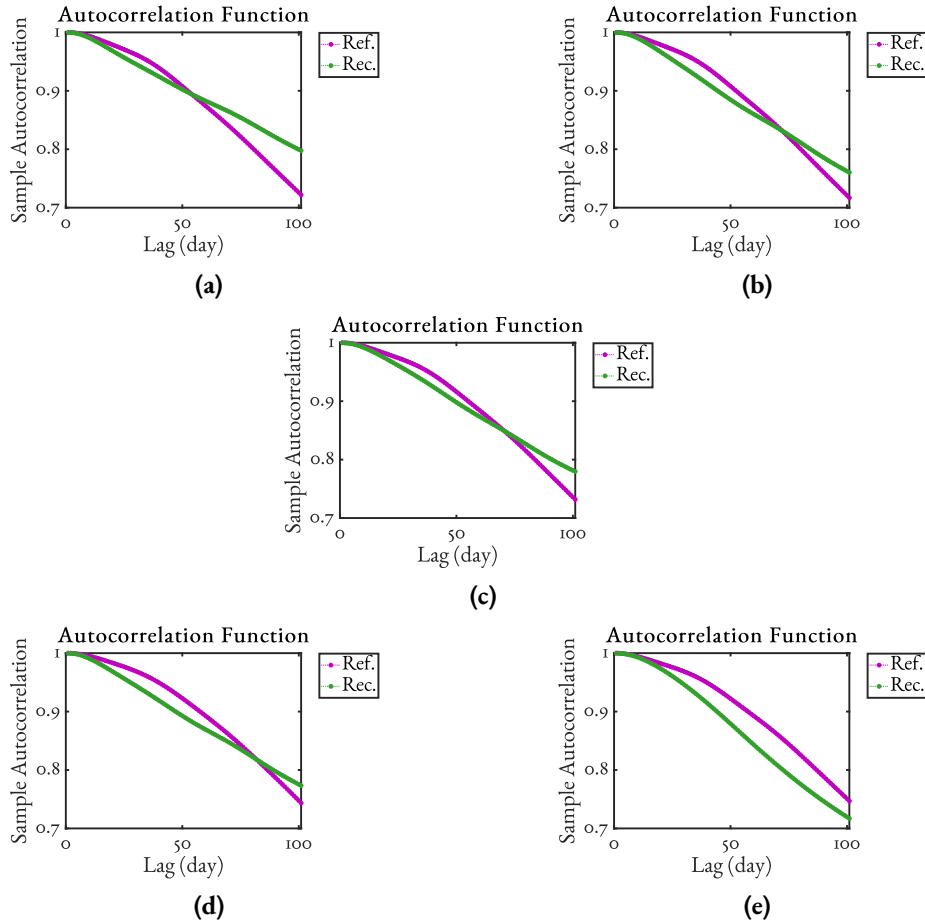 Autocorrelation Function
1
0.9
0.8
0.7
Sample Autocorrelation
0
50
100
Lag (day)
Ref.
Rec.
(a)
Autocorrelation Function
1
0.9
0.8
0.7
Sample Autocorrelation
0
50
100
Lag (day)
Ref.
Rec.
(b)
Autocorrelation Function
1
0.9
0.8
0.7
Sample Autocorrelation
0
50
100
Lag (day)
Ref.
Rec.
(c)
Autocorrelation Function
1
0.9
0.8
0.7
Sample Autocorrelation
0
50
100
Lag (day)
Ref.
Rec.
(d)
Autocorrelation Function
1
0.9
0.8
0.7
Sample Autocorrelation
0
50
100
Lag (day)
Ref.
Rec.
(e)